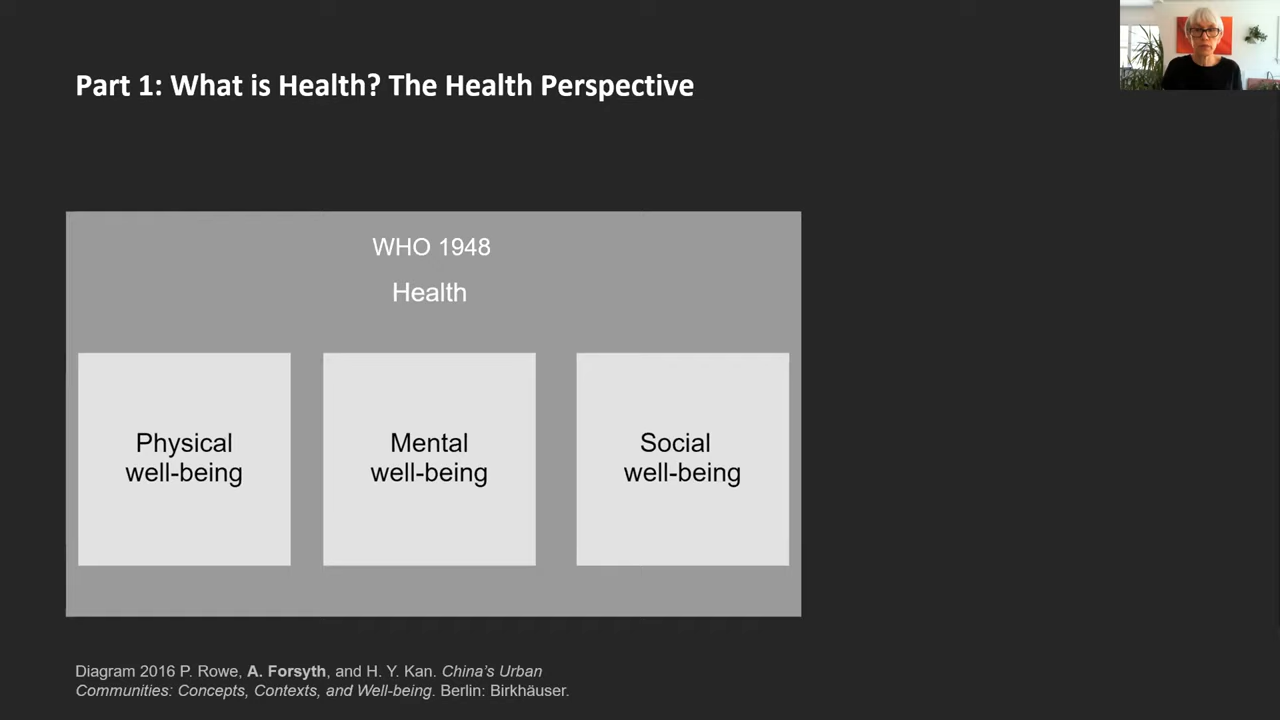 Part 1: What is Health? The Health Perspective
WHO 1948
Health
Physical
well-being
Mental
well-being
Social
well-being
Diagram 2016 P. Rowe, A. Forsyth, and H. Y. Kan. China’s Urban
Communities: Concepts, Contexts, and Well-being. Berlin: Birkhäuser.